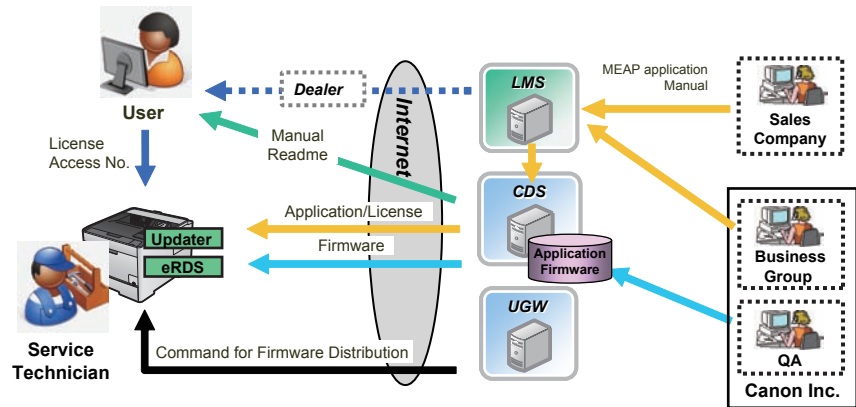 User
License
Access No.
Dealer
Internet
Manual
Readme
Application/License
Firmware
Updater
eRDS
Service
Technician
Command for Firmware Distribution
LMS
CDS
Application
Firmware
UGW
MEAP application
Manual
Sales
Company
Business
Group
QA
Canon Inc.